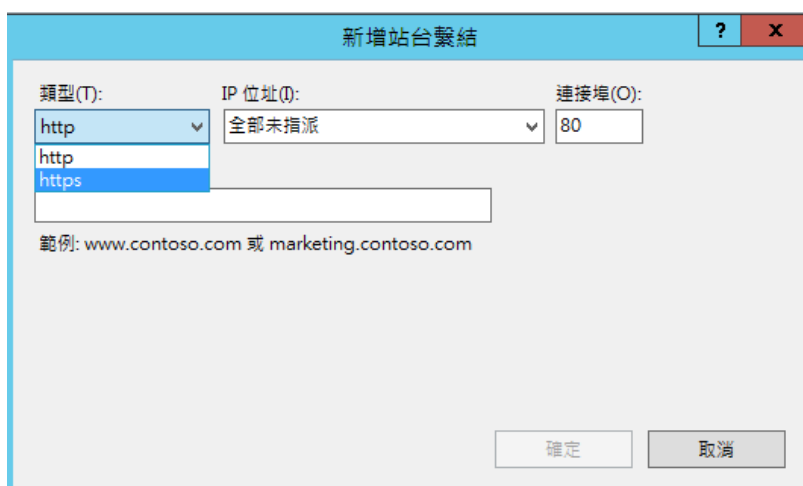 新增站台繫結
?
x
類型(T): IP 位址(I): 連接埠(O):
http 全部未指派 80
http
https
範例: www.contoso.com 或 marketing.contoso.com
確定 取消